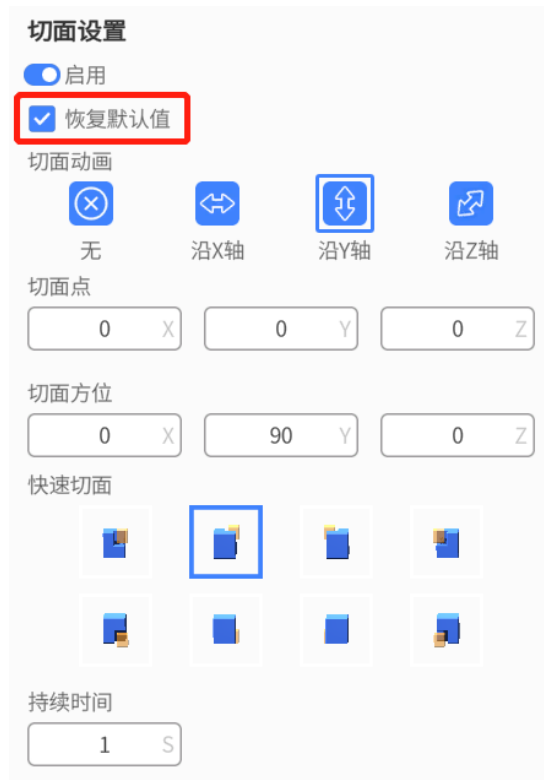 切面设置
启用
恢复默认值
切面动画
无 沿X轴 沿Y轴 沿Z轴
切面点
0 X 0 Y 0 Z
切面方位
0 X 90 Y 0 Z
快速切面
持续时间
1 S